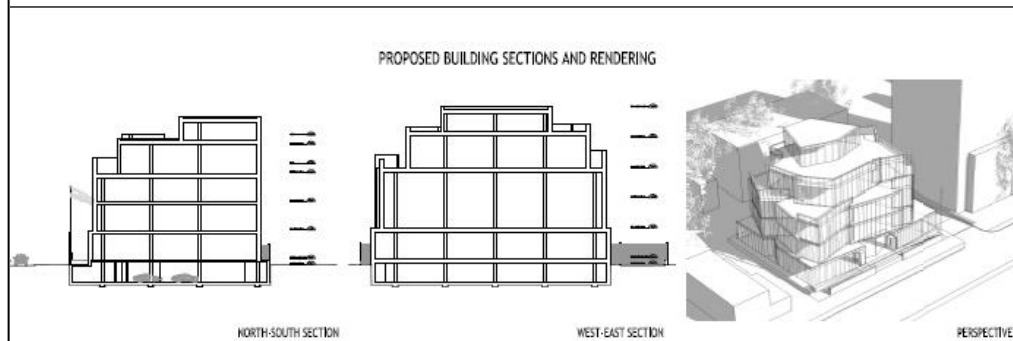 PROPOSED BUILDING SECTIONS AND RENDERING
NORTH-SOUTH SECTION
WEST-EAST SECTION
PERSPECTIVE